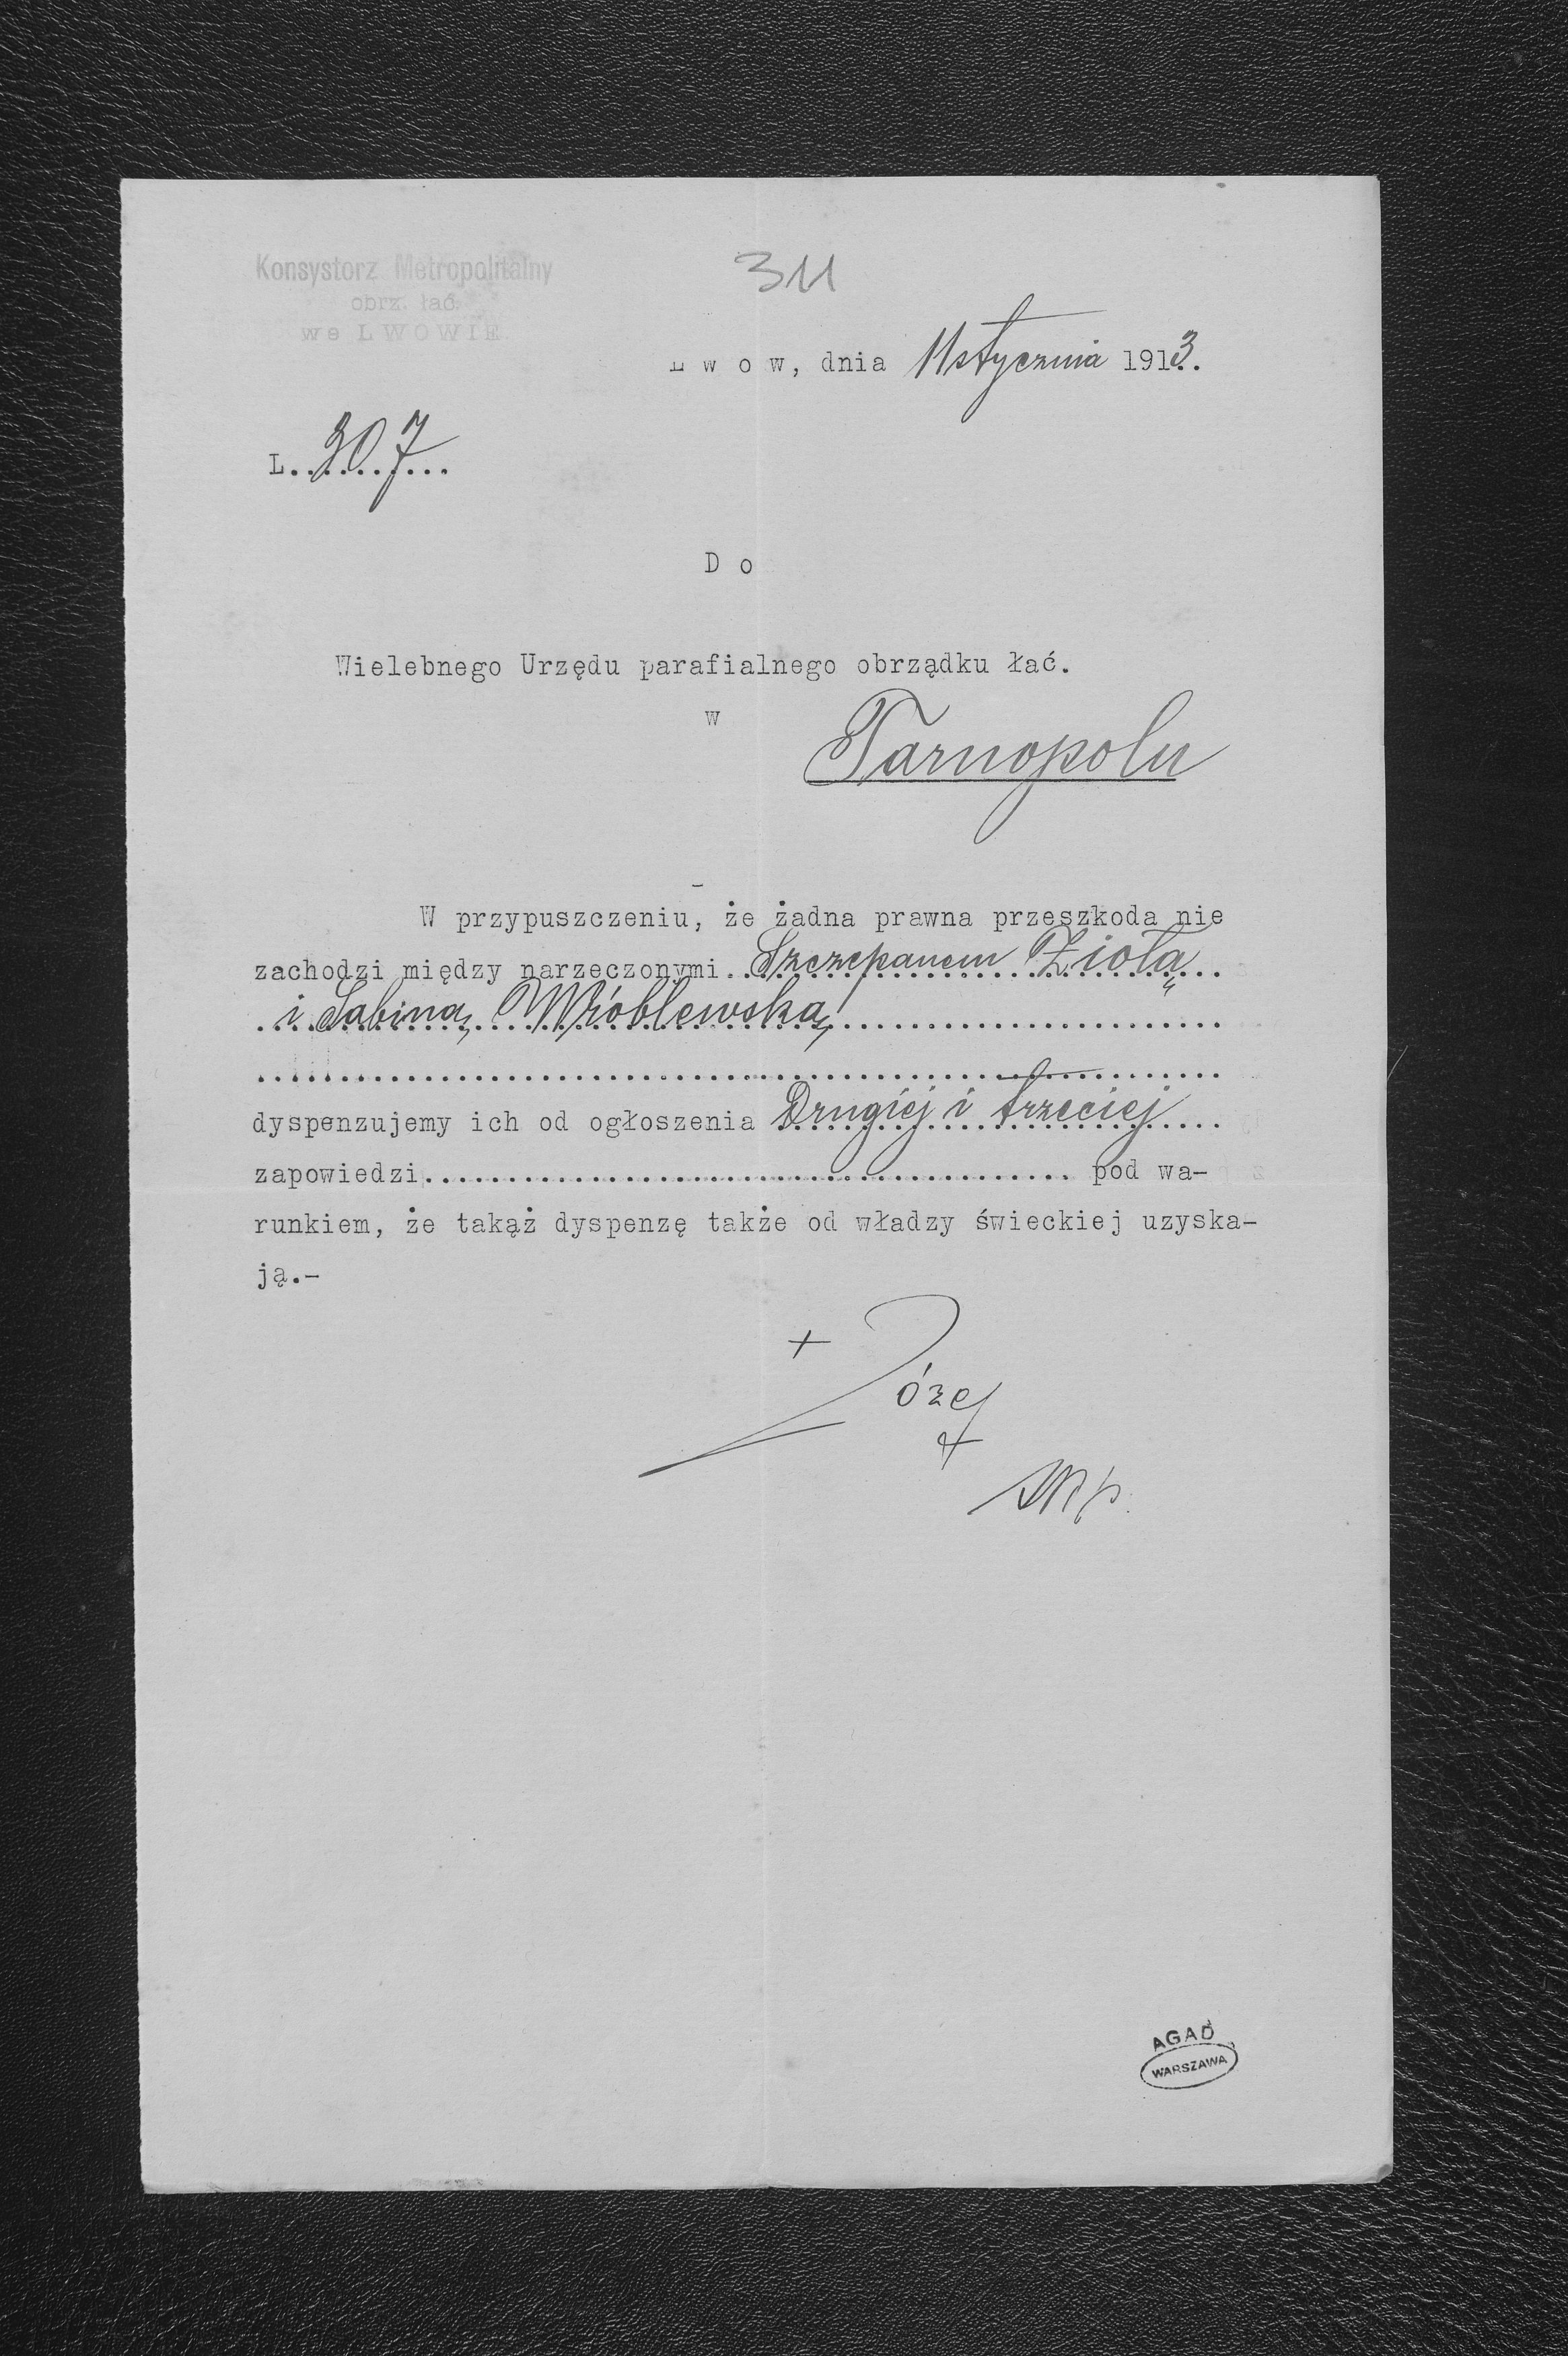 Konsystorz Metropolitalny
obrz. łać.
we LWOWIE
311
Lwow, dnia 11 stycznia 1913.
L. 307
Do
Wielebnego Urzędu parafialnego obrządku łać.
w Tarnopolu
W przypuszczeniu, że żadna prawna przeszkoda nie
zachodzi między narzeczonymi Szczepanem Ziołą
i Sabiną Wróblewską
dyspenzujemy ich od ogłoszenia Drugiej i trzeciej
zapowiedzi pod wa-
runkiem, że takąż dyspenzę także od władzy świeckiej uzyska-
ją.-
+ Józef
mp.
AGAD
WARSZAWA